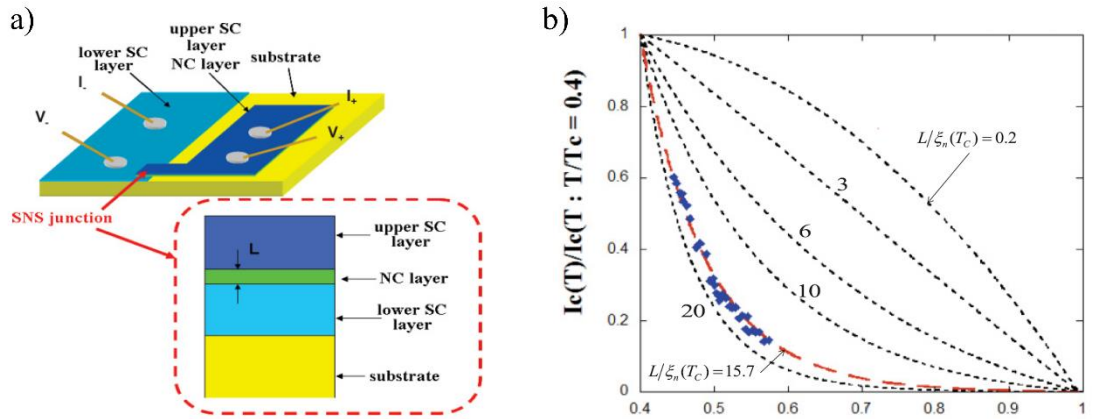 a)
upper SC
layer
NC layer
lower SC
layer
substrate
I-
V-
I+
V+
SNS junction
L
upper SC
layer
NC layer
lower SC
layer
substrate
b)
Ic(T)/Ic(T : T/Tc = 0.4)
1
0.8
0.6
0.4
0.2
0
0.4
0.5
0.6
0.7
0.8
0.9
1
L/ξn(TC)=0.2
3
6
10
20
L/ξn(TC)=15.7